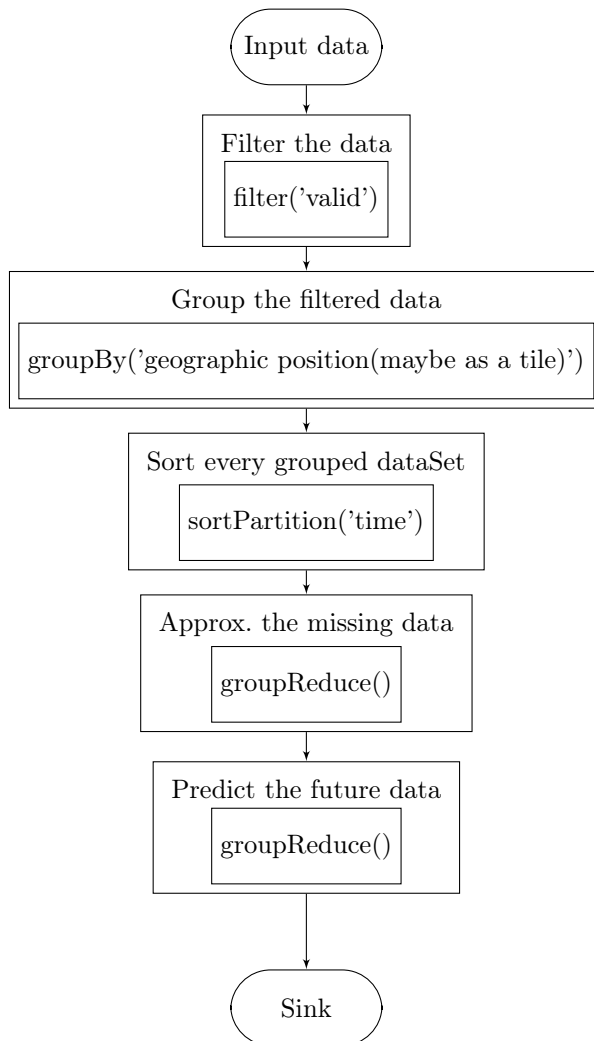 Input data
Filter the data
filter('valid')
Group the filtered data
groupBy('geographic position(maybe as a tile)')
Sort every grouped dataSet
sortPartition('time')
Approx. the missing data
groupReduce()
Predict the future data
groupReduce()
Sink